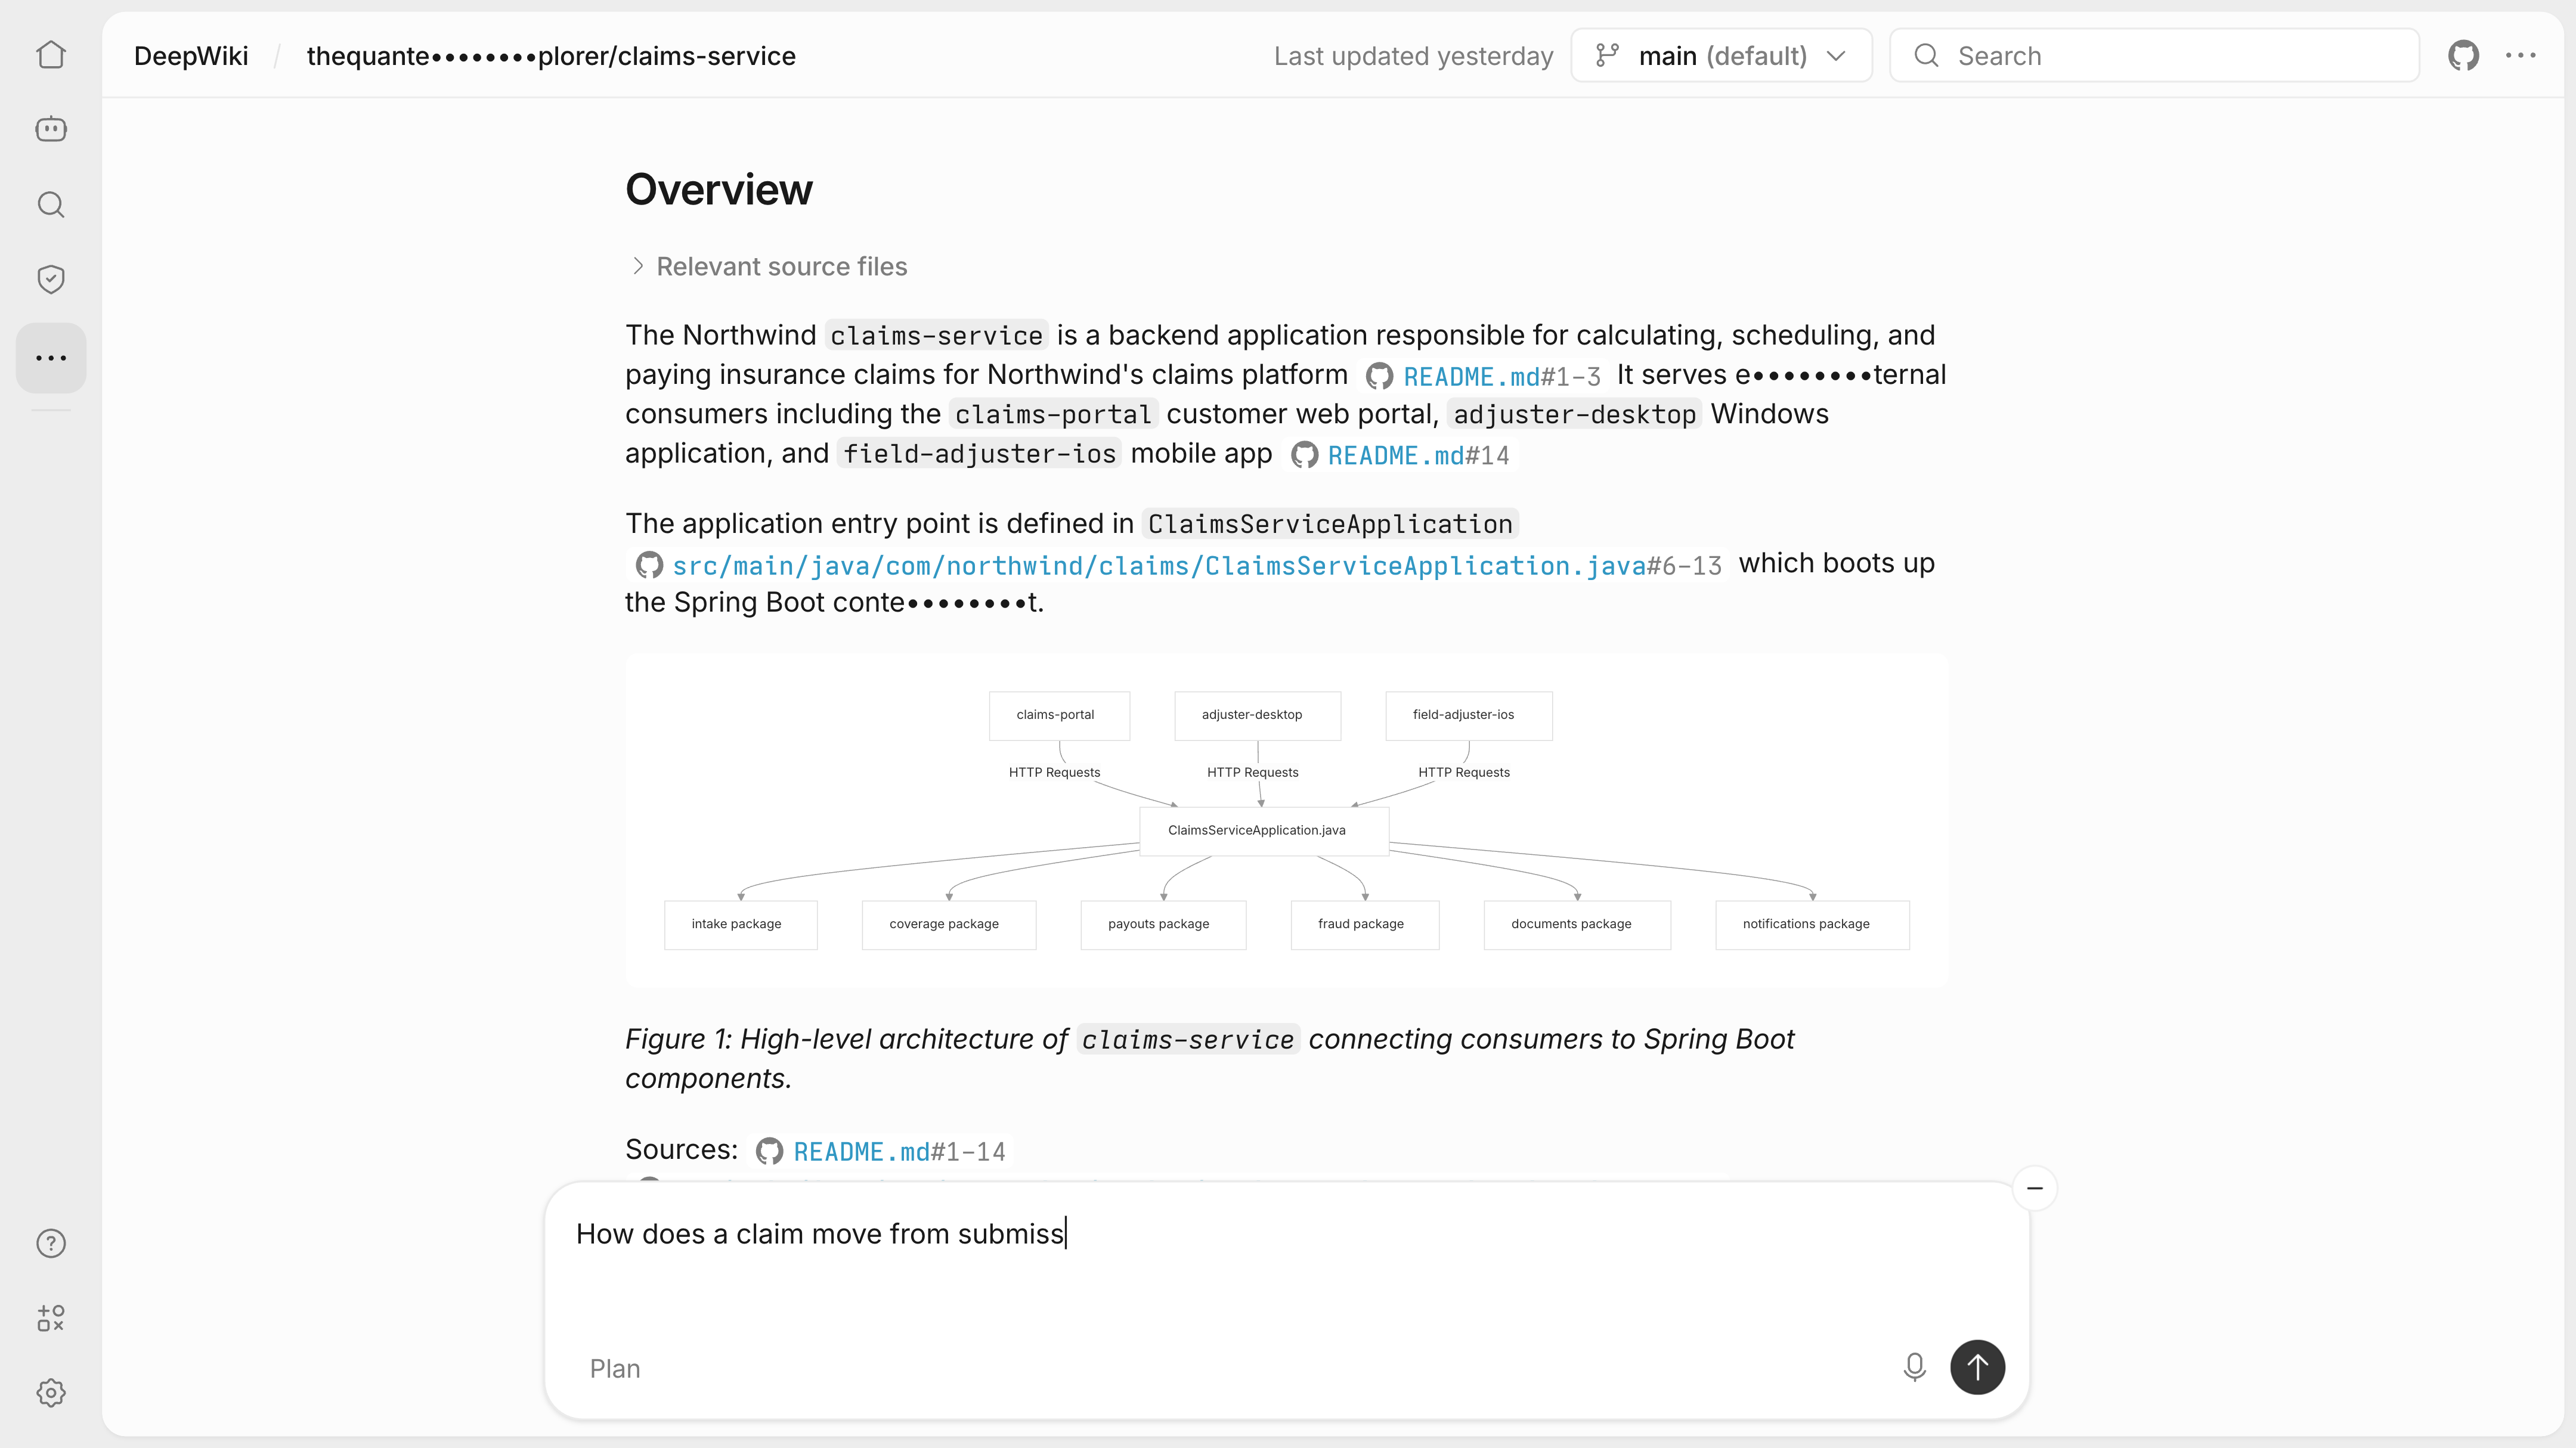 DeepWiki / thequante••••••••plorer/claims-service
Last updated yesterday
main (default)
Search
Overview
Relevant source files
The Northwind claims-service is a backend application responsible for calculating, scheduling, and
paying insurance claims for Northwind's claims platform README.md#1-3 It serves e••••••••ternal
consumers including the claims-portal customer web portal, adjuster-desktop Windows
application, and field-adjuster-ios mobile app README.md#14
The application entry point is defined in ClaimsServiceApplication
src/main/java/com/northwind/claims/ClaimsServiceApplication.java#6-13 which boots up
the Spring Boot conte••••••••t.
claims-portal
adjuster-desktop
field-adjuster-ios
HTTP Requests
HTTP Requests
HTTP Requests
ClaimsServiceApplication.java
intake package
coverage package
payouts package
fraud package
documents package
notifications package
Figure 1: High-level architecture of claims-service connecting consumers to Spring Boot
components.
Sources: README.md#1-14
How does a claim move from submiss
Plan